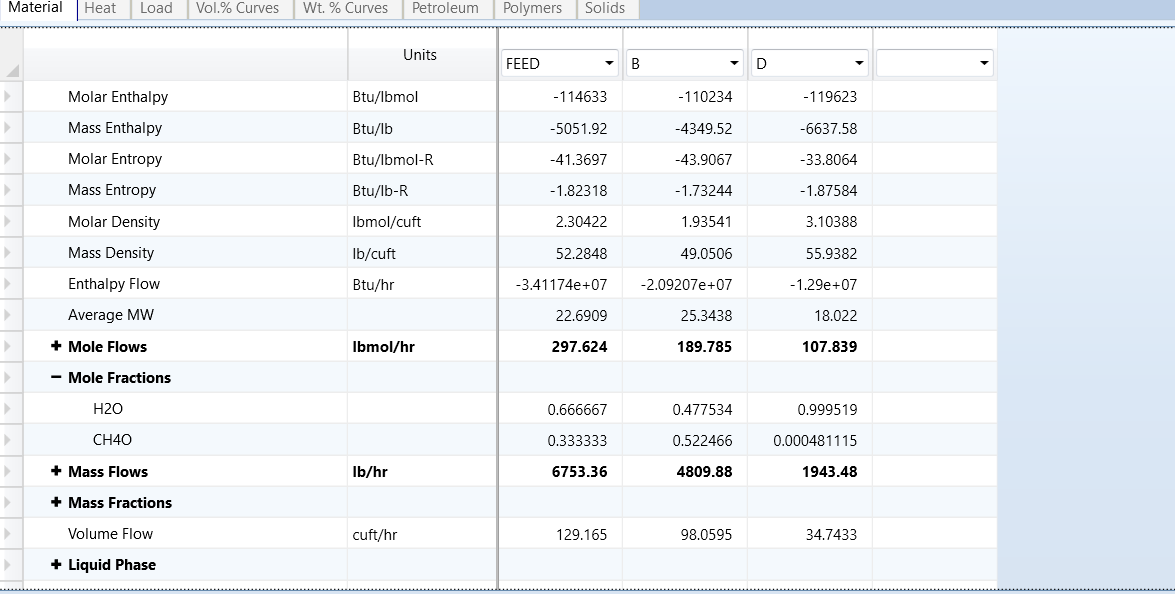 Material Heat Load Vol.% Curves Wt. % Curves Petroleum Polymers Solids
Units FEED B D
Molar Enthalpy Btu/lbmol -114633 -110234 -119623
Mass Enthalpy Btu/lb -5051.92 -4349.52 -6637.58
Molar Entropy Btu/lbmol-R -41.3697 -43.9067 -33.8064
Mass Entropy Btu/lb-R -1.82318 -1.73244 -1.87584
Molar Density lbmol/cuft 2.30422 1.93541 3.10388
Mass Density lb/cuft 52.2848 49.0506 55.9382
Enthalpy Flow Btu/hr -3.41174e+07 -2.09207e+07 -1.29e+07
Average MW 22.6909 25.3438 18.022
+ Mole Flows lbmol/hr 297.624 189.785 107.839
− Mole Fractions
H2O 0.666667 0.477534 0.999519
CH4O 0.333333 0.522466 0.000481115
+ Mass Flows lb/hr 6753.36 4809.88 1943.48
+ Mass Fractions
Volume Flow cuft/hr 129.165 98.0595 34.7433
+ Liquid Phase